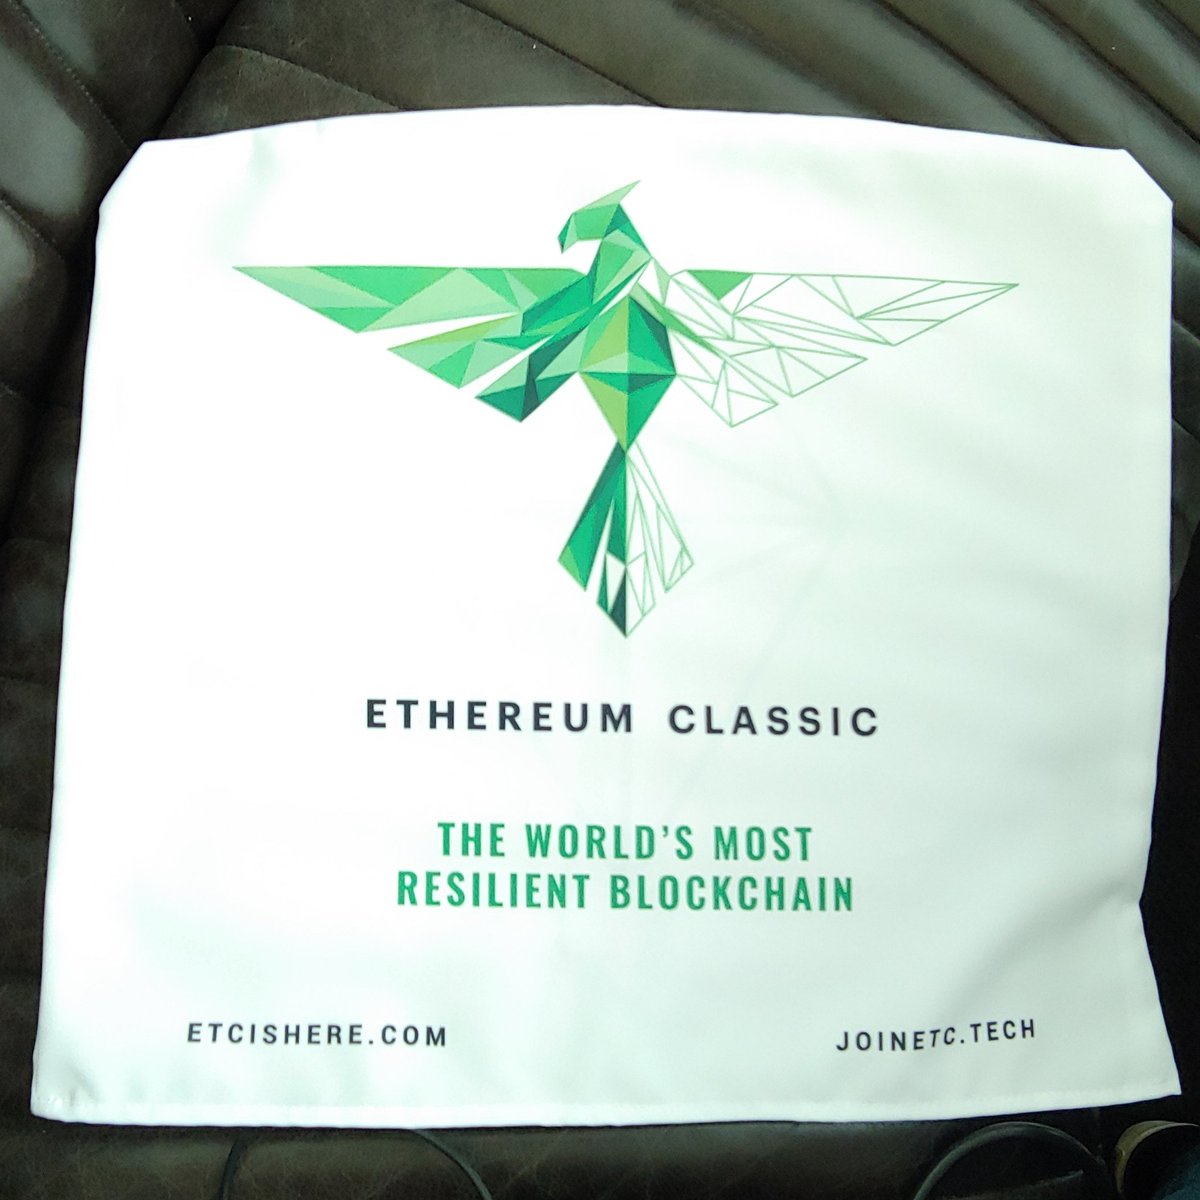 ETHEREUM CLASSIC
THE WORLD'S MOST
RESILIENT BLOCKCHAIN
ETCISHERE.COM
JOINETC.TECH